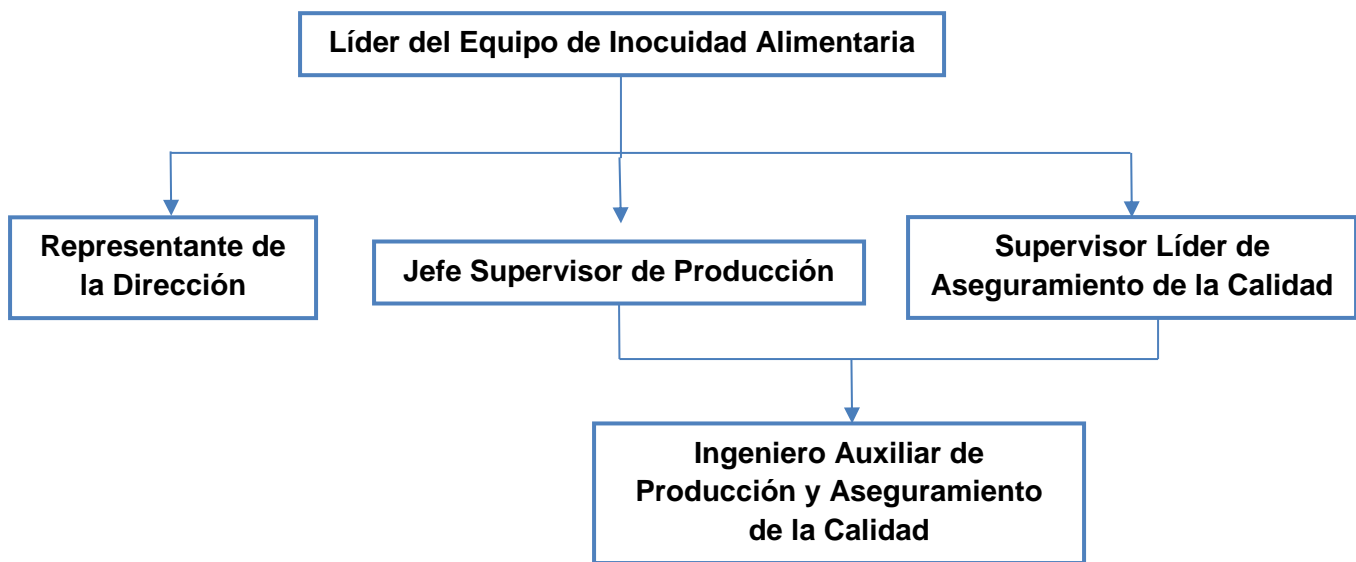 Líder del Equipo de Inocuidad Alimentaria
Representante de
la Dirección
Jefe Supervisor de Producción
Supervisor Líder de
Aseguramiento de la Calidad
Ingeniero Auxiliar de
Producción y Aseguramiento
de la Calidad